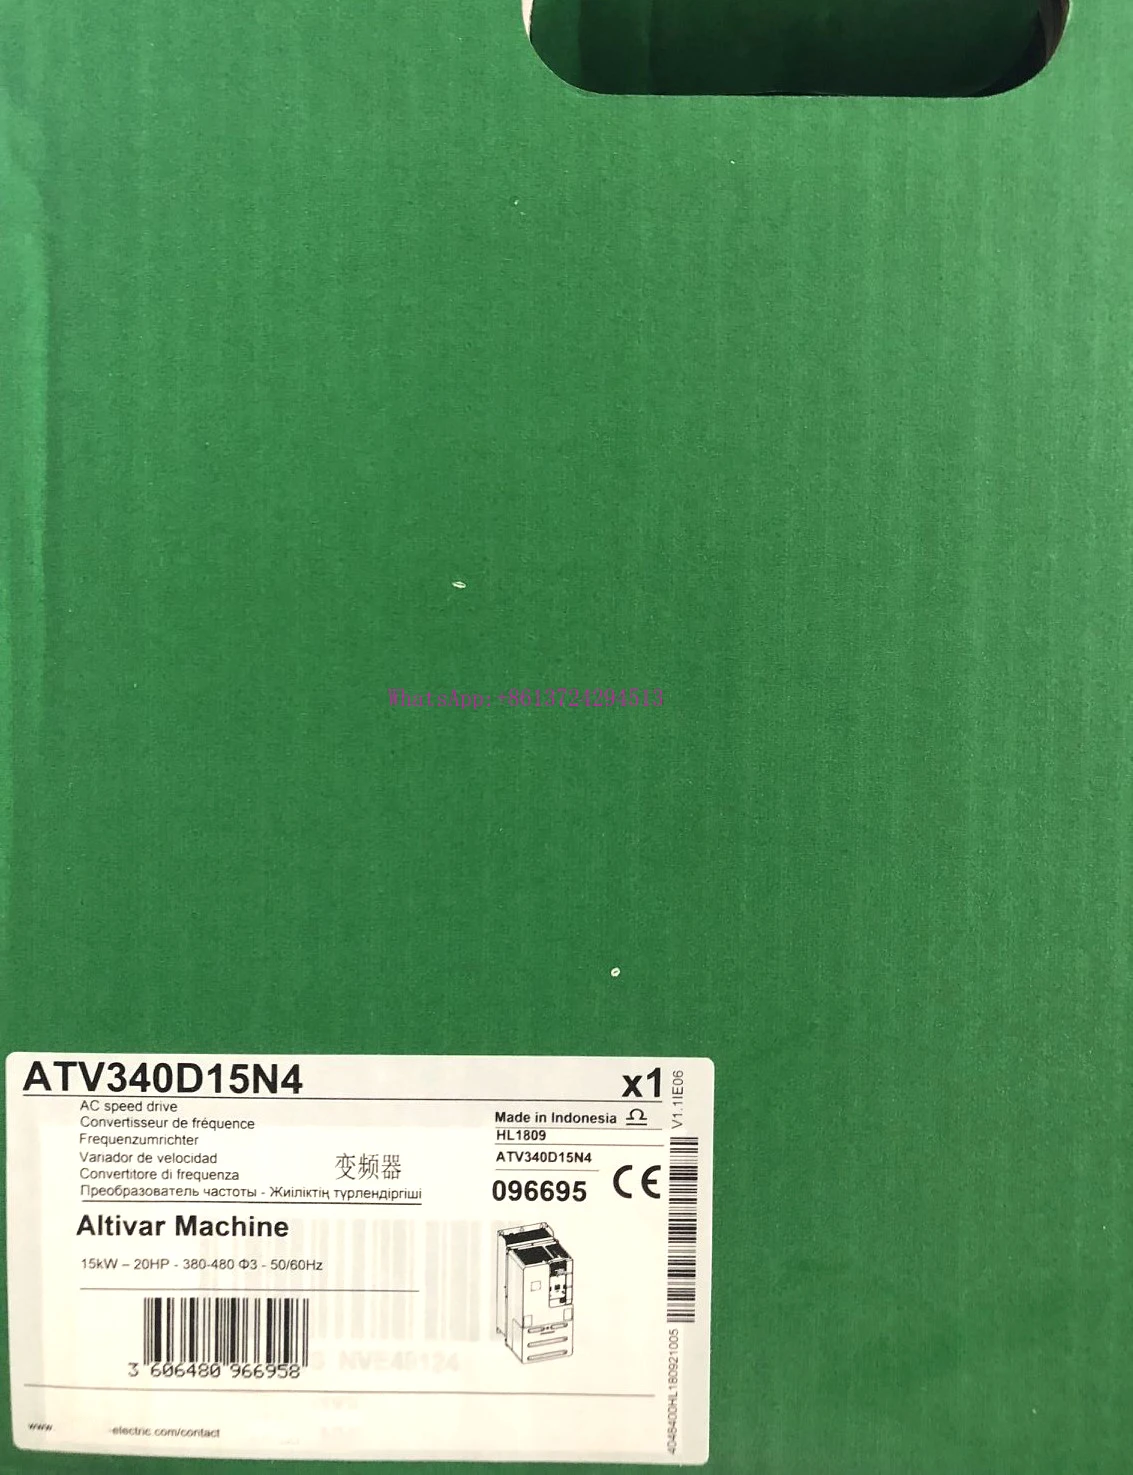 WhatsApp:+8613724294513
ATV340D15N4
x1
AC speed drive
Convertisseur de fréquence
Frequenzumrichter
Variador de velocidad
Convertitore di frequenza
Преобразователь частоты - Жиіліктің түрлендіргіші
变频器
Made in Indonesia
HL1809
ATV340D15N4
096695
CE
V1.1IE06
Altivar Machine
15kW – 20HP - 380-480 Φ3 - 50/60Hz
3 606480 966958
www
-electric.com/contact
4048400HL180921005